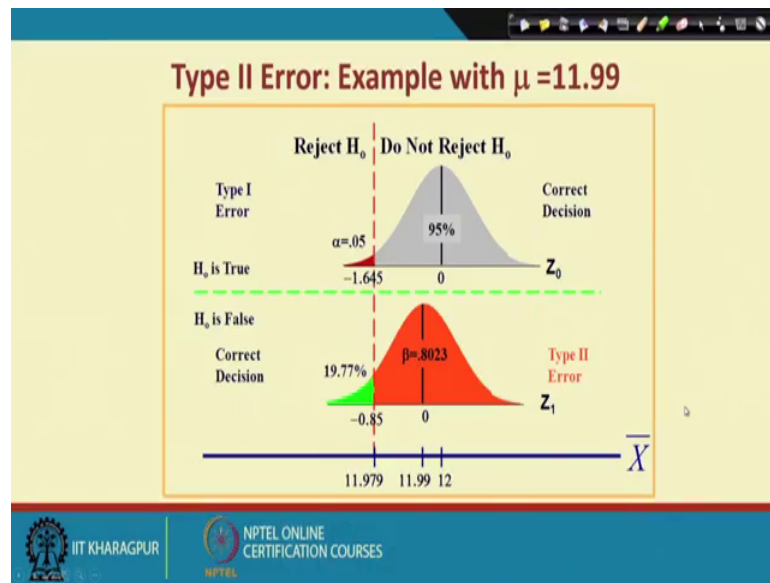 Type II Error: Example with μ =11.99
Reject H₀ Do Not Reject H₀
Type I
Error
Correct
Decision
95%
α=.05
H₀ is True
−1.645
0
Z₀
H₀ is False
Correct
Decision
19.77%
β=.8023
Type II
Error
−0.85
0
Z₁
X̅
11.979 11.99 12
IIT KHARAGPUR
NPTEL
NPTEL ONLINE
CERTIFICATION COURSES